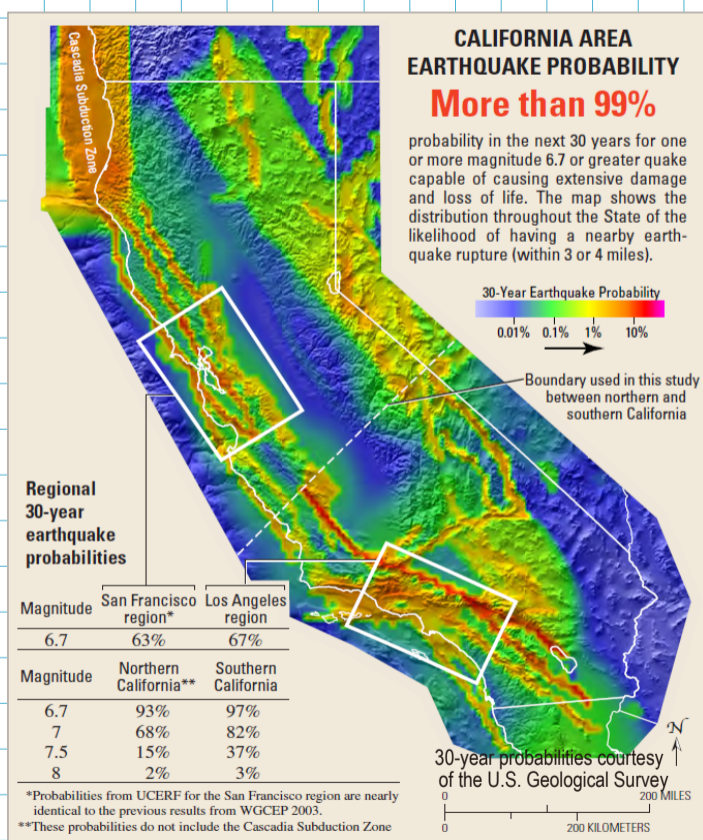 CALIFORNIA AREA
EARTHQUAKE PROBABILITY
More than 99%
probability in the next 30 years for one
or more magnitude 6.7 or greater quake
capable of causing extensive damage
and loss of life. The map shows the
distribution throughout the State of the
likelihood of having a nearby earth-
quake rupture (within 3 or 4 miles).
Cascadia Subduction Zone
30-Year Earthquake Probability
0.01% 0.1% 1% 10%
Boundary used in this study
between northern and
southern California
Regional
30-year
earthquake
probabilities
Magnitude San Francisco region* Los Angeles region
6.7 63% 67%
Magnitude Northern California** Southern California
6.7 93% 97%
7 68% 82%
7.5 15% 37%
8 2% 3%
*Probabilities from UCERF for the San Francisco region are nearly
identical to the previous results from WGCEP 2003.
**These probabilities do not include the Cascadia Subduction Zone
N
30-year probabilities courtesy
of the U.S. Geological Survey
0 200 MILES
0 200 KILOMETERS